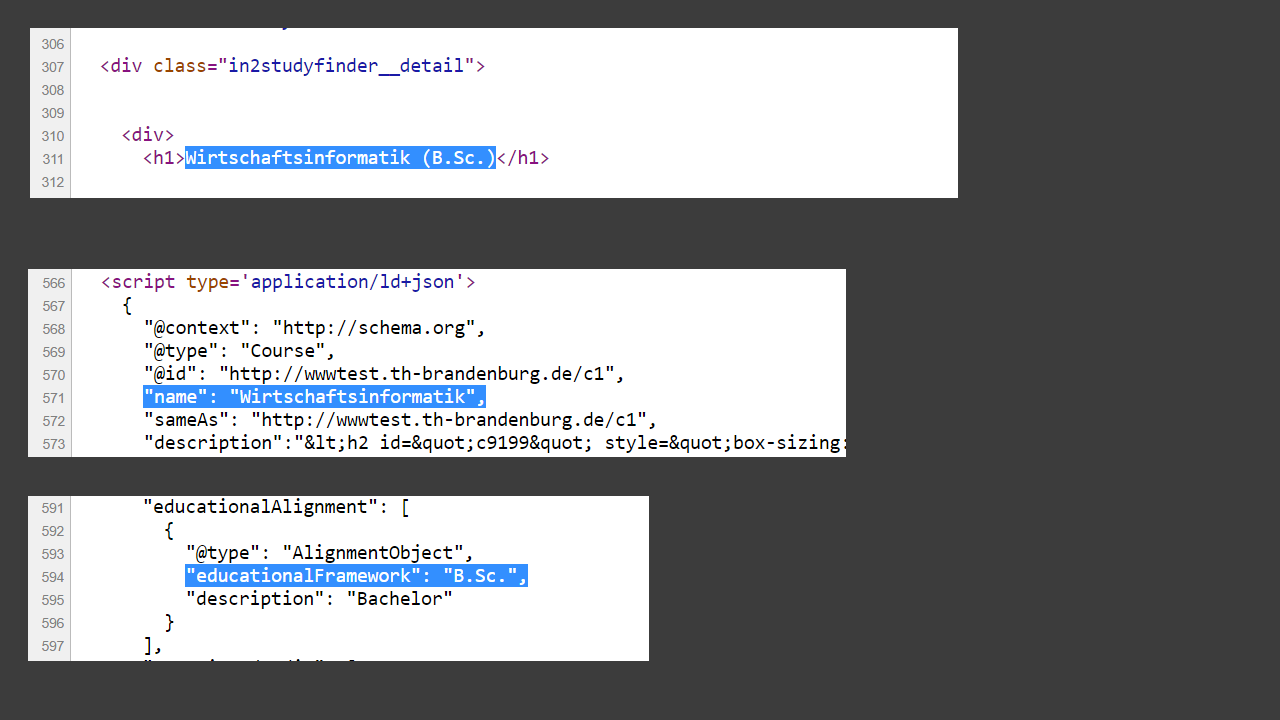 306
307 <div class="in2studyfinder__detail">
308
309
310 <div>
311 <h1>Wirtschaftsinformatik (B.Sc.)</h1>
312
566 <script type='application/ld+json'>
567 {
568 "@context": "http://schema.org",
569 "@type": "Course",
570 "@id": "http://wwwtest.th-brandenburg.de/c1",
571 "name": "Wirtschaftsinformatik",
572 "sameAs": "http://wwwtest.th-brandenburg.de/c1",
573 "description":"&lt;h2 id=&quot;c9199&quot; style=&quot;box-sizing:
591 "educationalAlignment": [
592 {
593 "@type": "AlignmentObject",
594 "educationalFramework": "B.Sc.",
595 "description": "Bachelor"
596 }
597 ],